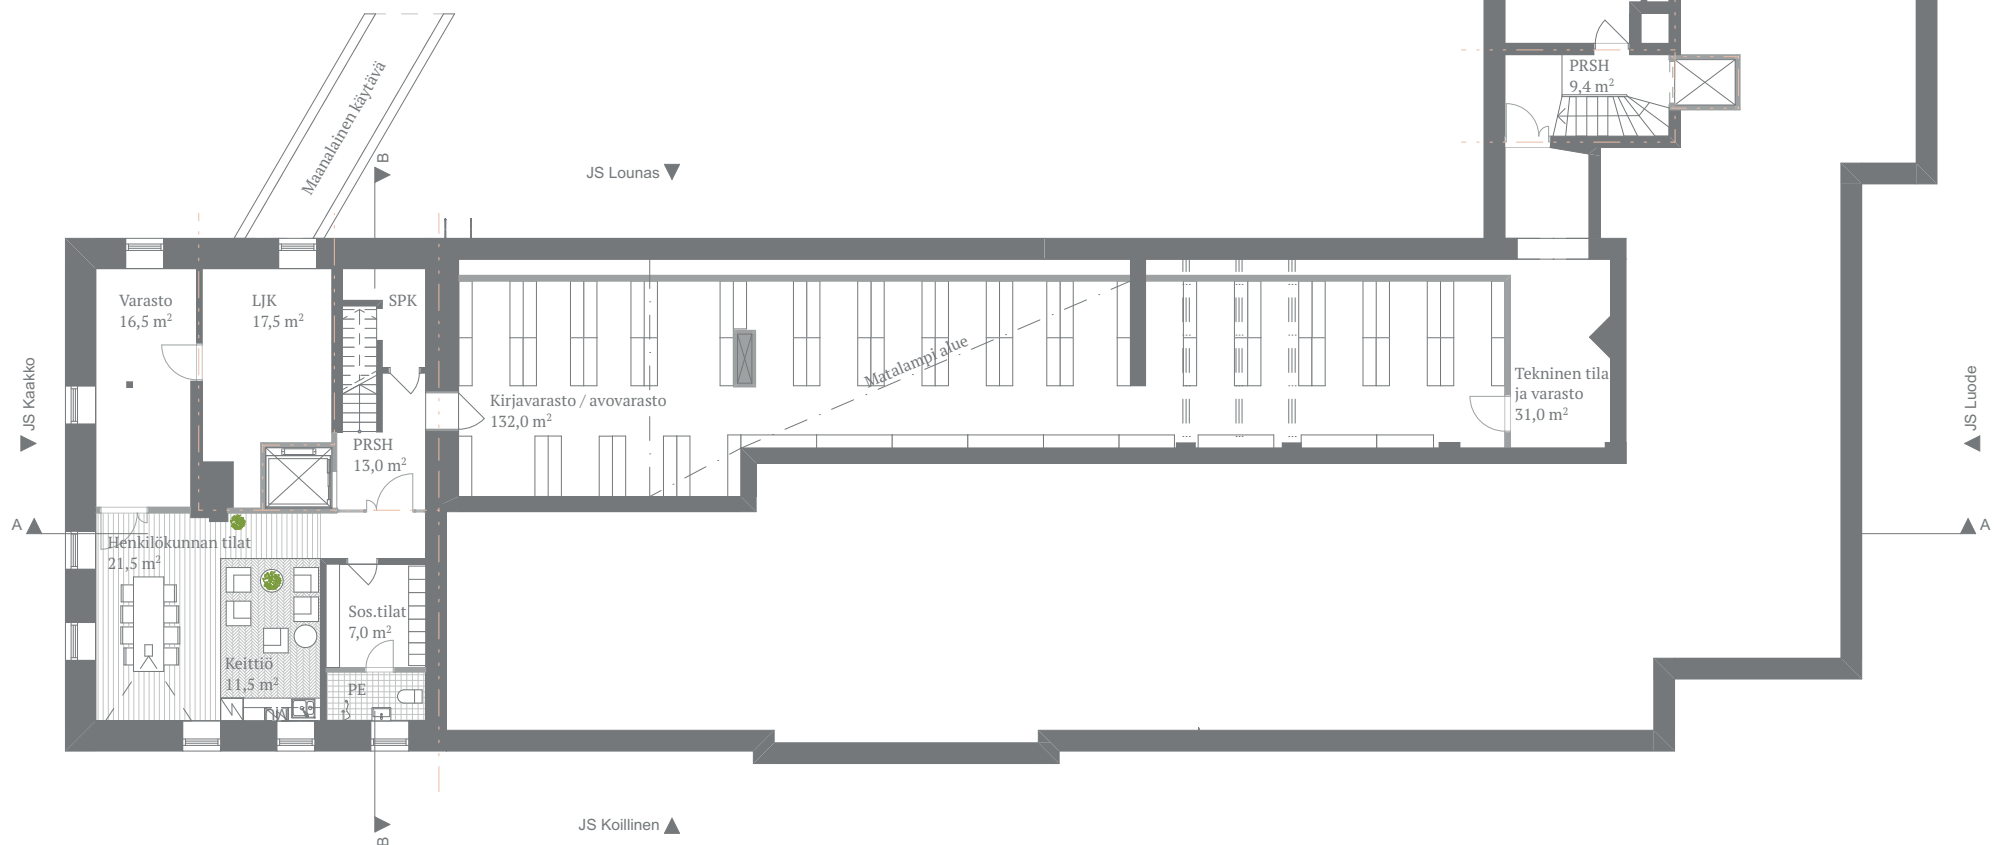 PRSH
9,4 m²
Maanalainen käytävä
B
JS Lounas
Varasto
16,5 m²
LJK
17,5 m²
SPK
JS Kaakko
Matalampi alue
Kirjavarasto / avovarasto
132,0 m²
Tekninen tila
ja varasto
31,0 m²
JS Luode
PRSH
13,0 m²
A
A
Henkilökunnan tilat
21,5 m²
Sos.tilat
7,0 m²
Keittiö
11,5 m²
PE
JS Koillinen
B